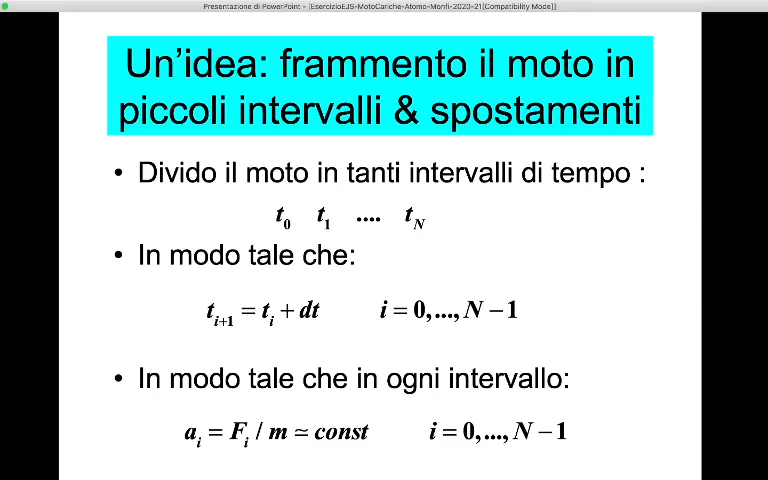 Presentazione di PowerPoint - [EsercizioEJS-MotoCariche-Atomo-Monfi-2020-21[Compatibility Mode]]
Un'idea: frammento il moto in
piccoli intervalli & spostamenti
• Divido il moto in tanti intervalli di tempo :
t_0 t_1 .... t_N
• In modo tale che:
t_{i+1} = t_i + dt i = 0,..., N − 1
• In modo tale che in ogni intervallo:
a_i = F_i / m ≃ const i = 0,..., N − 1